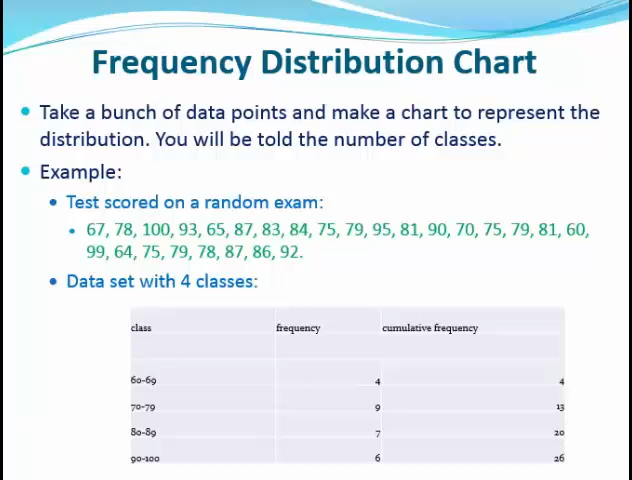 Frequency Distribution Chart
Take a bunch of data points and make a chart to represent the
distribution. You will be told the number of classes.
Example:
Test scored on a random exam:
67, 78, 100, 93, 65, 87, 83, 84, 75, 79, 95, 81, 90, 70, 75, 79, 81, 60,
99, 64, 75, 79, 78, 87, 86, 92.
Data set with 4 classes:
class frequency cumulative frequency
60-69 4 4
70-79 9 13
80-89 7 20
90-100 6 26